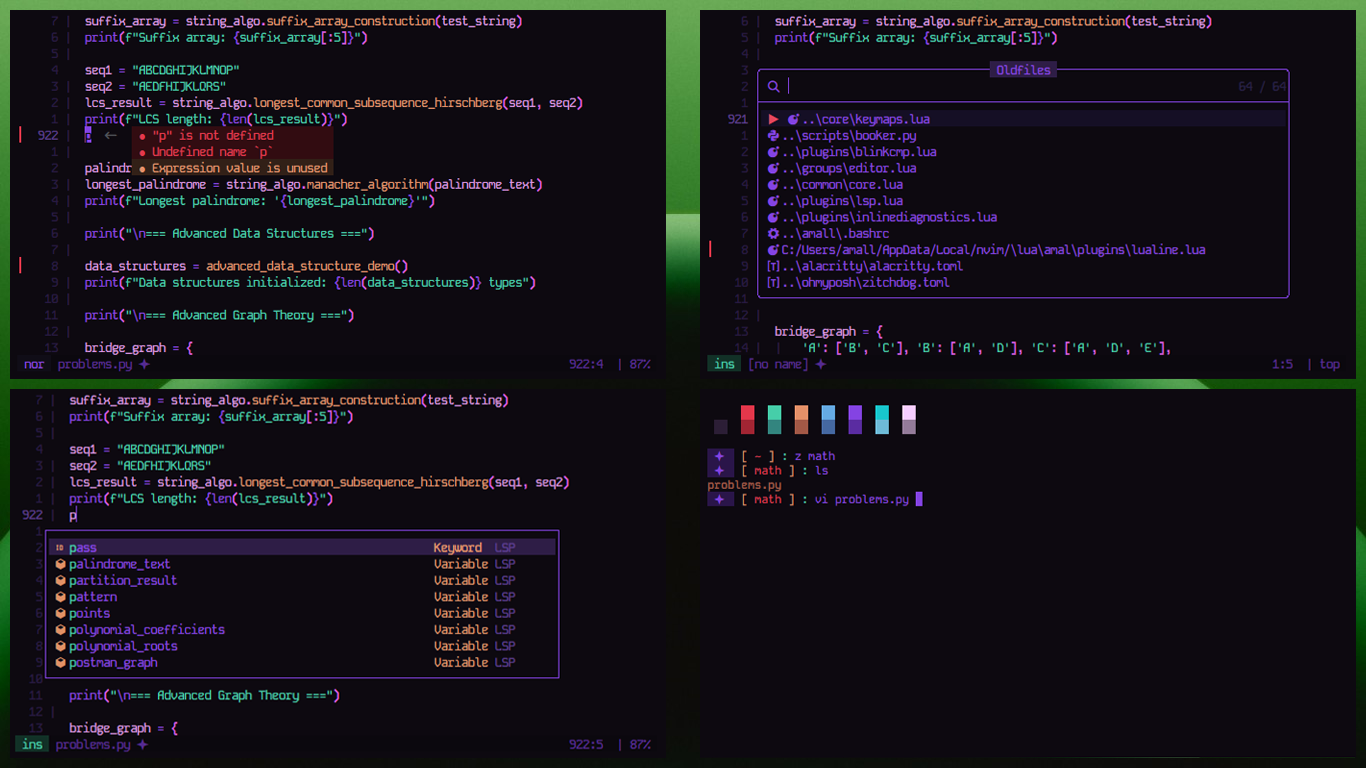 7 suffix_array = string_algo.suffix_array_construction(test_string)
6 print(f"Suffix array: {suffix_array[:5]}")
5
4 seq1 = "ABCDGHIJKLMNOP"
3 seq2 = "AEDFHIJKLQRS"
2 lcs_result = string_algo.longest_common_subsequence_hirschberg(seq1, seq2)
1 print(f"LCS length: {len(lcs_result)}")
922 p ← • "p" is not defined
1 • Undefined name `p`
2 palindr • Expression value is unused
3 longest_palindrome = string_algo.manacher_algorithm(palindrome_text)
4 print(f"Longest palindrome: '{longest_palindrome}'")
5
6 print("\n=== Advanced Data Structures ===")
7
8 data_structures = advanced_data_structure_demo()
9 print(f"Data structures initialized: {len(data_structures)} types")
10
11 print("\n=== Advanced Graph Theory ===")
12
13 bridge_graph = {
nor problems.py 922:4 | 87%
6 suffix_array = string_algo.suffix_array_construction(test_string)
5 print(f"Suffix array: {suffix_array[:5]}")
4
3 Oldfiles
2 64 / 64
1
921 ..\core\keymaps.lua
1 ..\scripts\booker.py
2 ..\plugins\blinkcmp.lua
3 ..\groups\editor.lua
4 ..\common\core.lua
5 ..\plugins\lsp.lua
6 ..\plugins\inlinediagnostics.lua
7 ..\amall\.bashrc
8 C:/Users/amall/AppData/Local/nvim/\lua\amal\plugins\lualine.lua
9 [T]..\alacritty\alacritty.toml
10 [T]..\ohmyposh\zitchdog.toml
11
12
13 bridge_graph = {
14 'A': ['B', 'C'], 'B': ['A', 'D'], 'C': ['A', 'D', 'E'],
ins [no name] 1:5 | top
7 suffix_array = string_algo.suffix_array_construction(test_string)
6 print(f"Suffix array: {suffix_array[:5]}")
5
4 seq1 = "ABCDGHIJKLMNOP"
3 seq2 = "AEDFHIJKLQRS"
2 lcs_result = string_algo.longest_common_subsequence_hirschberg(seq1, seq2)
1 print(f"LCS length: {len(lcs_result)}")
922 p
1
2 pass Keyword LSP
3 palindrome_text Variable LSP
4 partition_result Variable LSP
5 pattern Variable LSP
6 points Variable LSP
7 polynomial_coefficients Variable LSP
8 polynomial_roots Variable LSP
9 postman_graph Variable LSP
10
11 print("\n=== Advanced Graph Theory ===")
12
13 bridge_graph = {
ins problems.py 922:5 | 87%
[ ~ ] : z math
[ math ] : ls
problems.py
[ math ] : vi problems.py